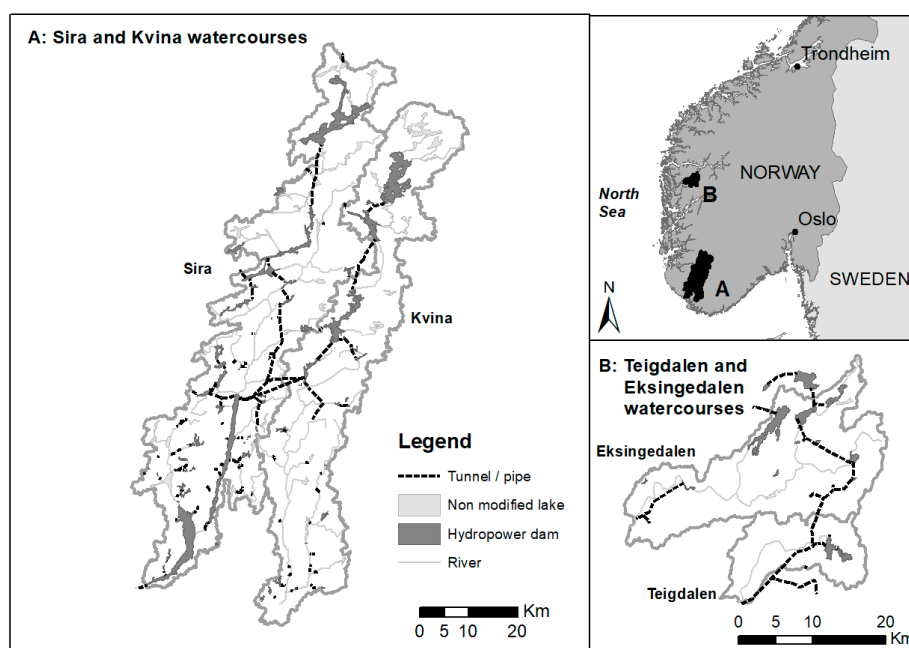 A: Sira and Kvina watercourses
Sira
Kvina
Legend
Tunnel / pipe
Non modified lake
Hydropower dam
River
Km
0 5 10 20
Trondheim
NORWAY
B
North
Sea
Oslo
A
SWEDEN
N
B: Teigdalen and
Eksingedalen
watercourses
Eksingedalen
Teigdalen
Km
0 5 10 20